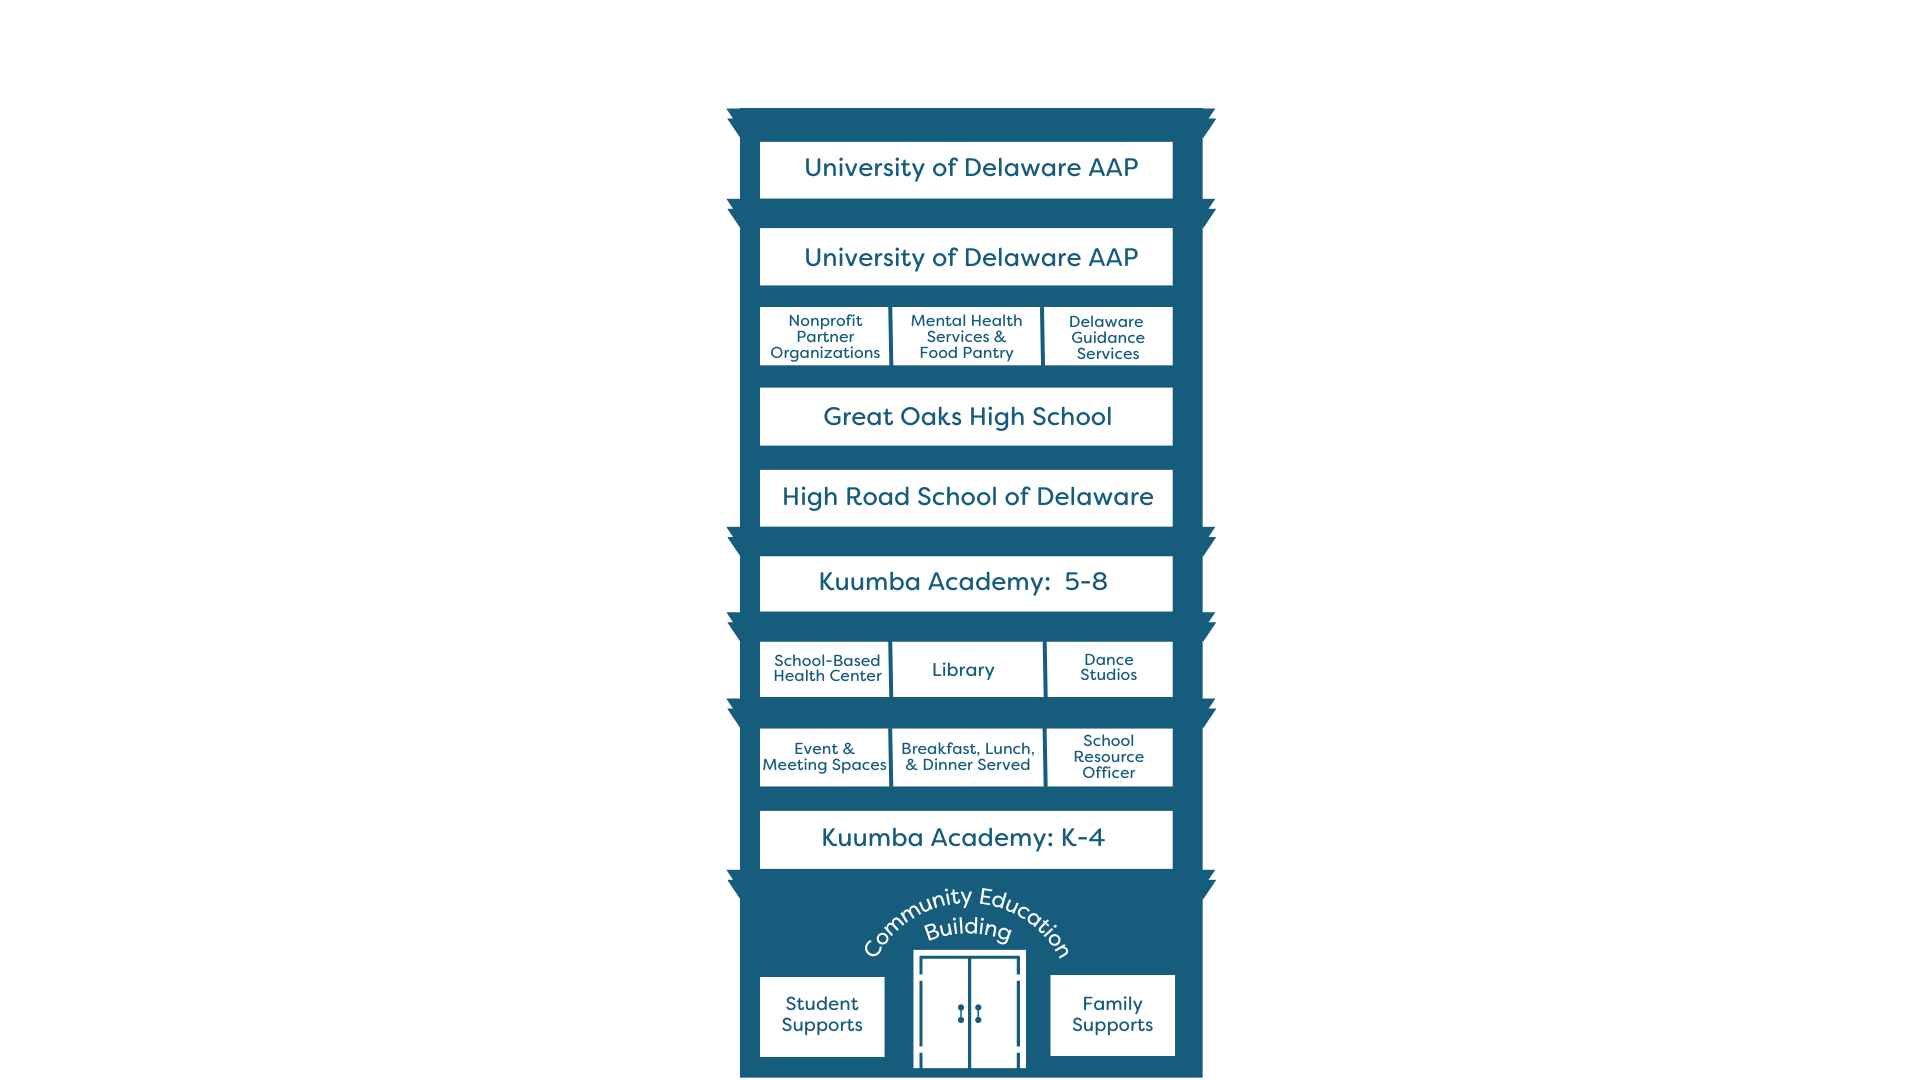 University of Delaware AAP
University of Delaware AAP
Nonprofit
Partner
Organizations
Mental Health
Services &
Food Pantry
Delaware
Guidance
Services
Great Oaks High School
High Road School of Delaware
Kuumba Academy:  5-8
School-Based
Health Center
Library
Dance
Studios
Event &
Meeting Spaces
Breakfast, Lunch,
& Dinner Served
School
Resource
Officer
Kuumba Academy: K-4
Community Education
Building
Student
Supports
Family
Supports